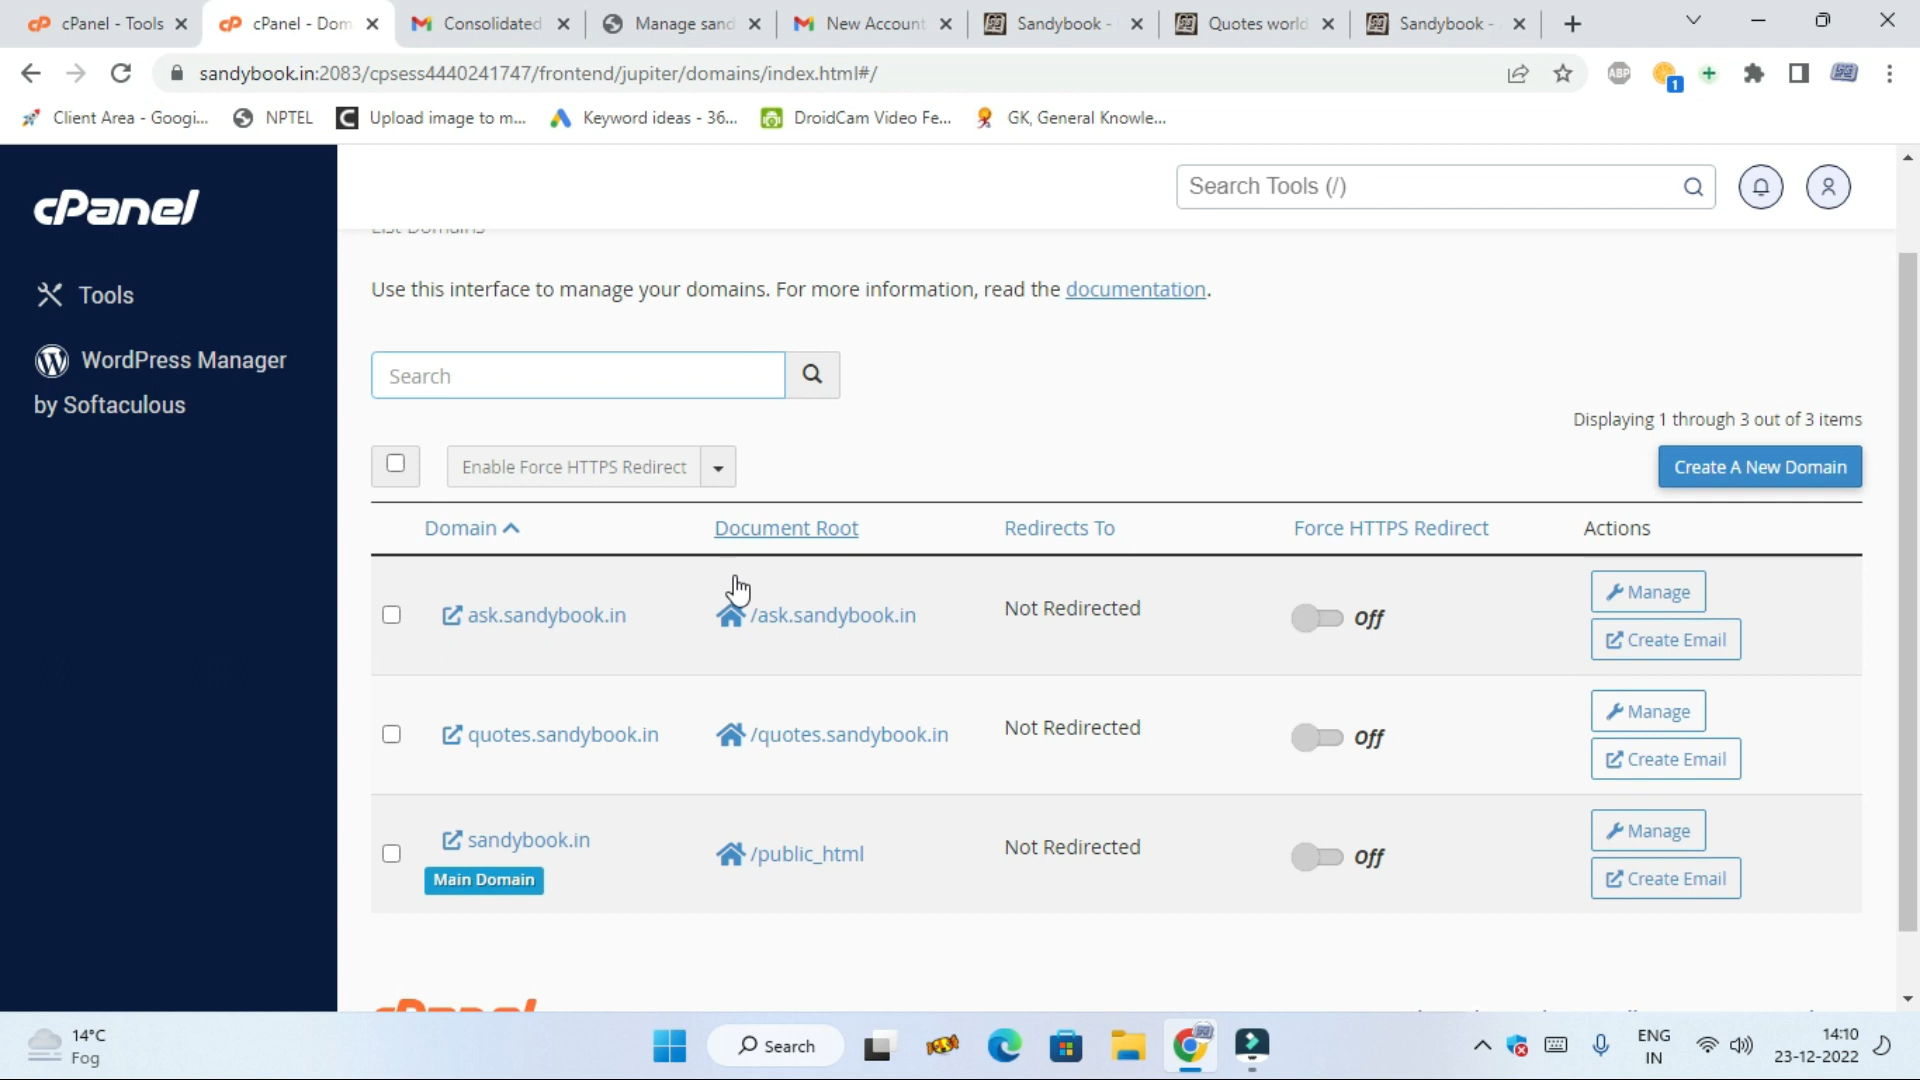 cPanel - Tools
cPanel - Dom
Consolidated
Manage sand
New Account
Sandybook -
Quotes world
Sandybook -
sandybook.in:2083/cpsess4440241747/frontend/jupiter/domains/index.html#/
ABP
1
Client Area - Googi...
NPTEL
Upload image to m...
Keyword ideas - 36...
DroidCam Video Fe...
GK, General Knowle...
cPanel
Search Tools (/)
Tools
WordPress Manager
by Softaculous
List Domains
Use this interface to manage your domains. For more information, read the documentation.
Search
Displaying 1 through 3 out of 3 items
Enable Force HTTPS Redirect
Create A New Domain
Domain
Document Root
Redirects To
Force HTTPS Redirect
Actions
ask.sandybook.in
/ask.sandybook.in
Not Redirected
Off
Manage
Create Email
quotes.sandybook.in
/quotes.sandybook.in
Not Redirected
Off
Manage
Create Email
sandybook.in
Main Domain
/public_html
Not Redirected
Off
Manage
Create Email
cPanel
14°C
Fog
Search
ENG
IN
14:10
23-12-2022